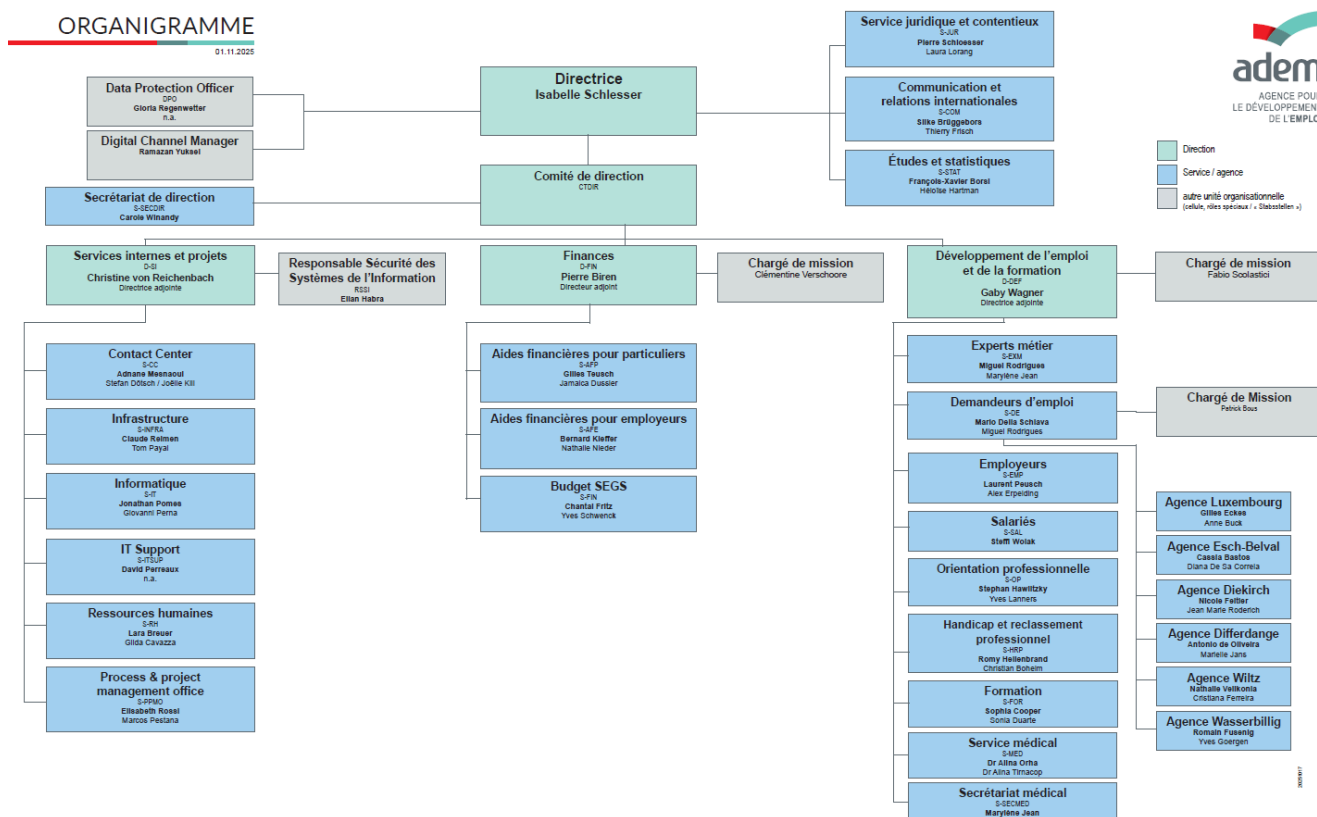 ORGANIGRAMME
01.11.2025
adem
AGENCE POU
LE DÉVELOPPEMEN
DE L'EMPLO
Direction
Service / agence
autre unité organisationnelle
(cellule, rôles spéciaux / « Stabsstellen »)
Data Protection Officer
DPO
Gloria Regenwetter
n.a.
Digital Channel Manager
Ramazan Yuksel
Directrice
Isabelle Schlesser
Service juridique et contentieux
S-JUR
Pierre Schloesser
Laura Lorang
Communication et
relations internationales
S-COM
Silke Brüggebors
Thierry Frisch
Études et statistiques
S-STAT
François-Xavier Borsi
Héloïse Hartman
Comité de direction
CTDIR
Secrétariat de direction
S-SECDIR
Carole Winandy
Services internes et projets
D-SI
Christine von Reichenbach
Directrice adjointe
Responsable Sécurité des
Systèmes de l'Information
RSSI
Elian Habra
Finances
D-FIN
Pierre Biren
Directeur adjoint
Chargé de mission
Clémentine Verschoore
Développement de l'emploi
et de la formation
D-DEF
Gaby Wagner
Directrice adjointe
Chargé de mission
Fabio Scolastici
Contact Center
S-CC
Adnane Mesnaoui
Stefan Dötsch / Joëlle Kill
Infrastructure
S-INFRA
Claude Reimen
Tom Payal
Informatique
S-IT
Jonathan Pomes
Giovanni Perna
IT Support
S-ITSUP
David Perreaux
n.a.
Ressources humaines
S-RH
Lara Breuer
Gilda Cavazza
Process & project
management office
S-PPMO
Elisabeth Rossi
Marcos Pestana
Aides financières pour particuliers
S-AFP
Gilles Teusch
Jamaica Dussier
Aides financières pour employeurs
S-AFE
Bernard Kieffer
Nathalie Nieder
Budget SEGS
S-FIN
Chantal Fritz
Yves Schwenck
Experts métier
S-EXM
Miguel Rodrigues
Marylène Jean
Demandeurs d'emploi
S-DE
Mario Della Schiava
Miguel Rodrigues
Chargé de Mission
Patrick Bous
Employeurs
S-EMP
Laurent Peusch
Alex Erpelding
Salariés
S-SAL
Steffi Wolak
Orientation professionnelle
S-OP
Stephan Hawlitzky
Yves Lanners
Handicap et reclassement
professionnel
S-HRP
Romy Hellenbrand
Christian Boheim
Formation
S-FOR
Sophia Cooper
Sonia Duarte
Service médical
S-MED
Dr Alina Orha
Dr Alina Tirnacop
Secrétariat médical
S-SECMED
Marylène Jean
Agence Luxembourg
Gilles Eckes
Anne Buck
Agence Esch-Belval
Cassia Bastos
Diana De Sa Correia
Agence Diekirch
Nicole Feltier
Jean Marie Roderich
Agence Differdange
Antonio de Oliveira
Marielle Jans
Agence Wiltz
Nathalie Velikonia
Cristiana Ferreira
Agence Wasserbillig
Romain Fusenig
Yves Goergen